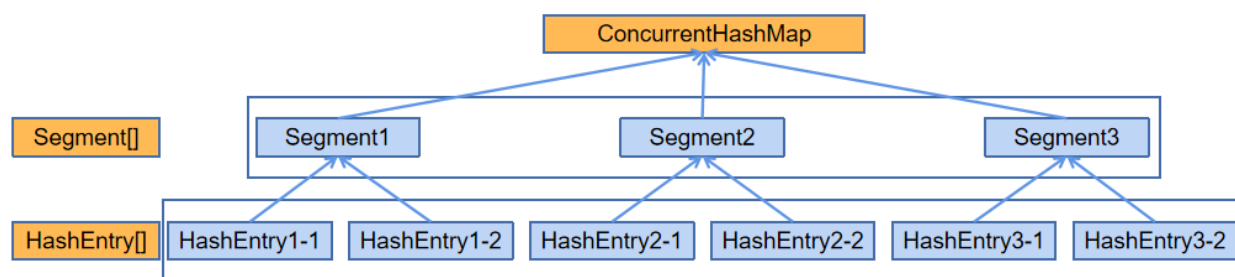 ConcurrentHashMap
Segment[]
Segment1
Segment2
Segment3
HashEntry[]
HashEntry1-1
HashEntry1-2
HashEntry2-1
HashEntry2-2
HashEntry3-1
HashEntry3-2